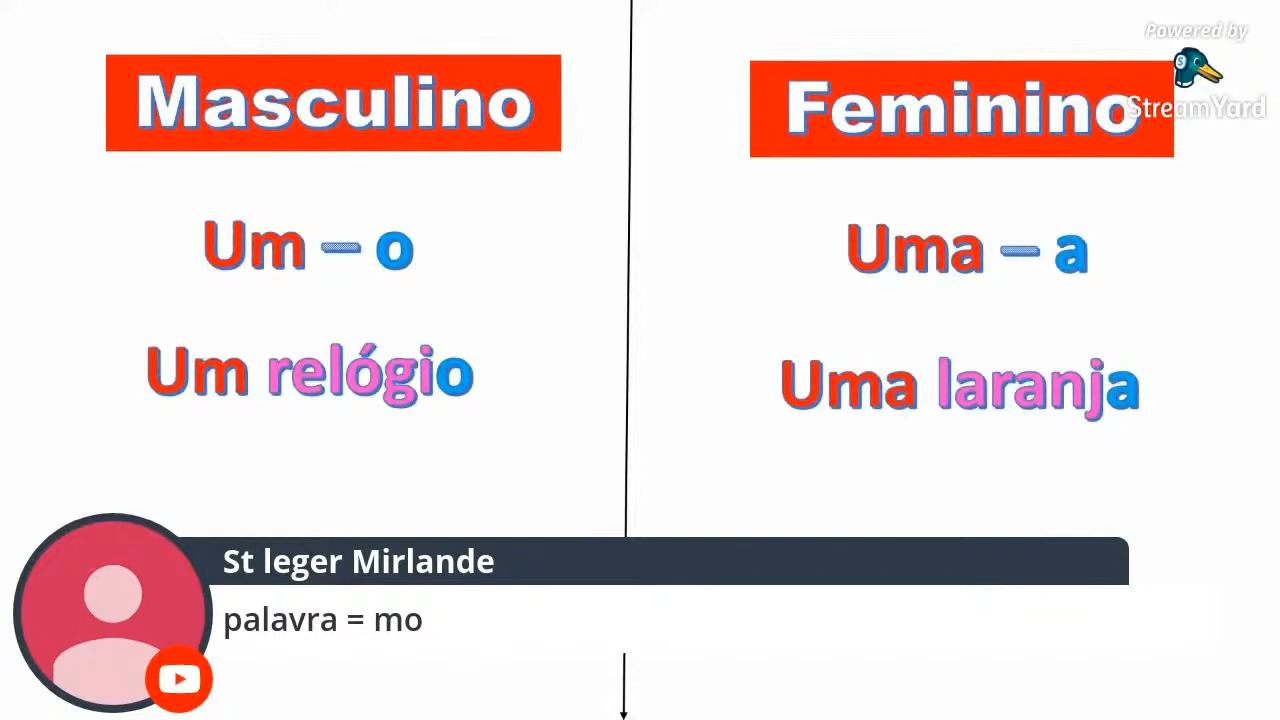 Masculino
Um – o
Um relógio
Powered by
StreamYard
Feminino
Uma – a
Uma laranja
St leger Mirlande
palavra = mo